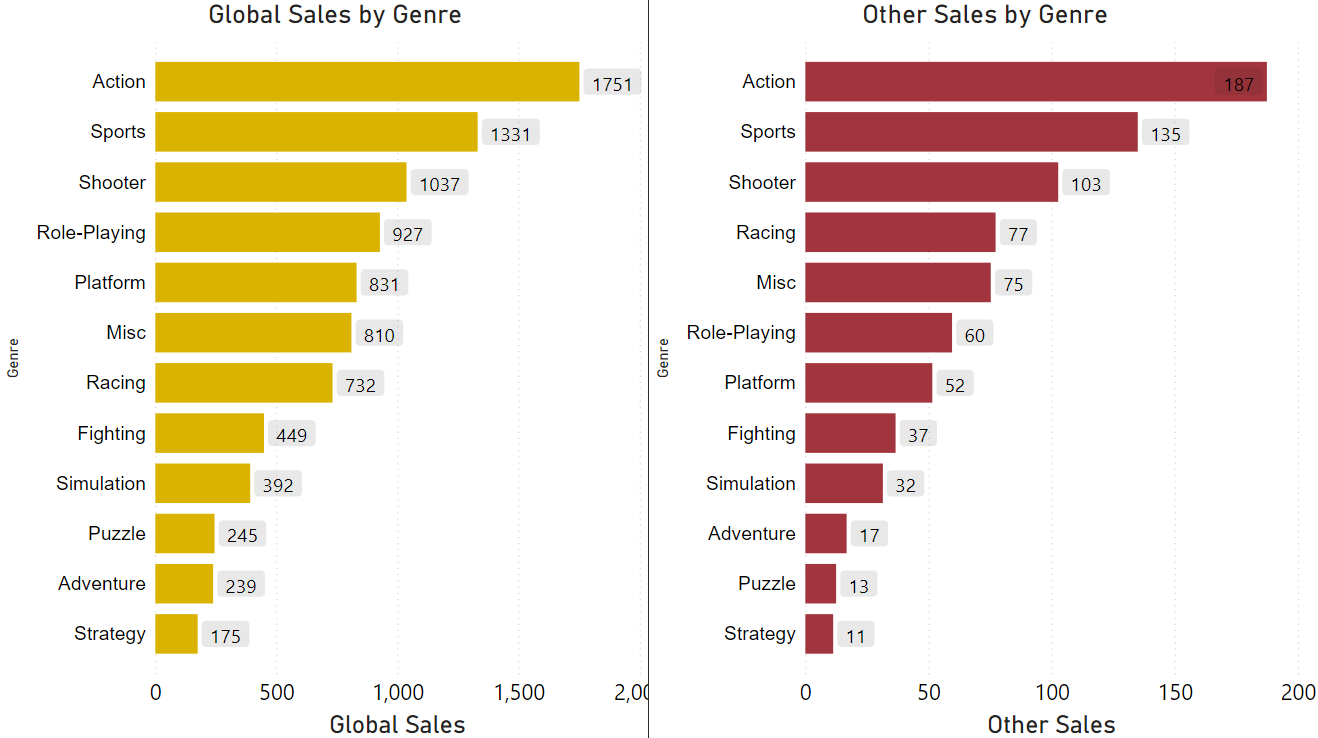 Global Sales by Genre
Genre
Action 1751
Sports 1331
Shooter 1037
Role-Playing 927
Platform 831
Misc 810
Racing 732
Fighting 449
Simulation 392
Puzzle 245
Adventure 239
Strategy 175
0 500 1,000 1,500 2,00
Global Sales
Other Sales by Genre
Genre
Action 187
Sports 135
Shooter 103
Racing 77
Misc 75
Role-Playing 60
Platform 52
Fighting 37
Simulation 32
Adventure 17
Puzzle 13
Strategy 11
0 50 100 150 200
Other Sales